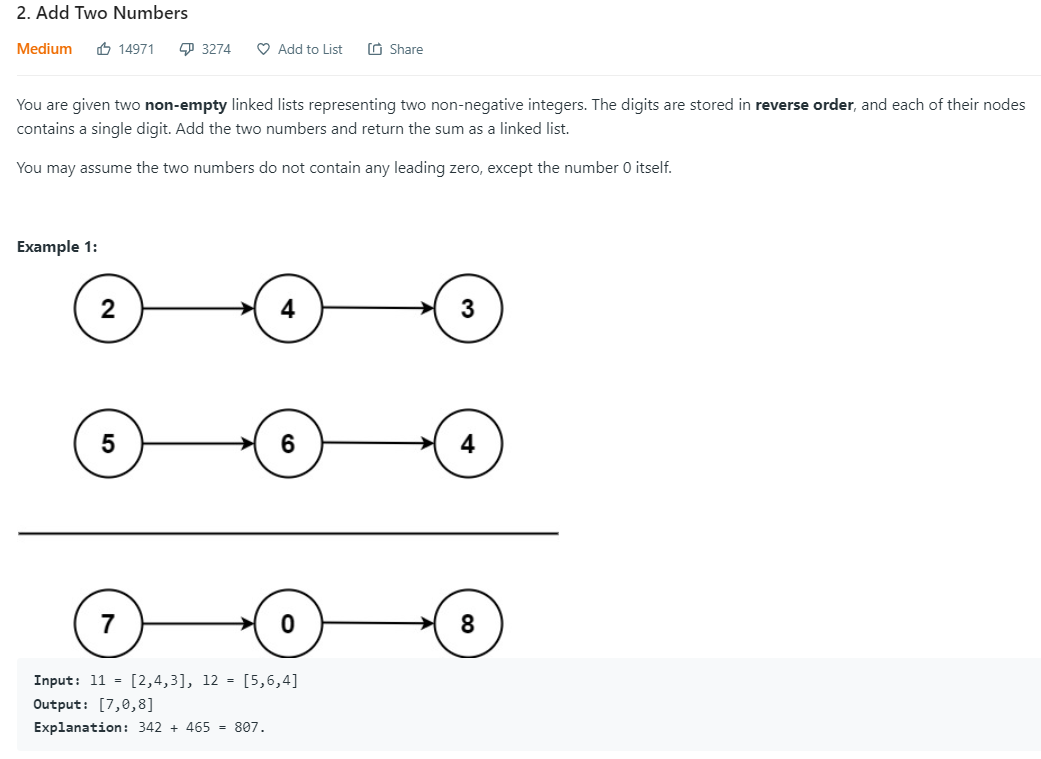 2. Add Two Numbers
Medium 14971 3274 Add to List Share
You are given two non-empty linked lists representing two non-negative integers. The digits are stored in reverse order, and each of their nodes
contains a single digit. Add the two numbers and return the sum as a linked list.
You may assume the two numbers do not contain any leading zero, except the number 0 itself.
Example 1:
2 4 3
5 6 4
7 0 8
Input: l1 = [2,4,3], l2 = [5,6,4]
Output: [7,0,8]
Explanation: 342 + 465 = 807.